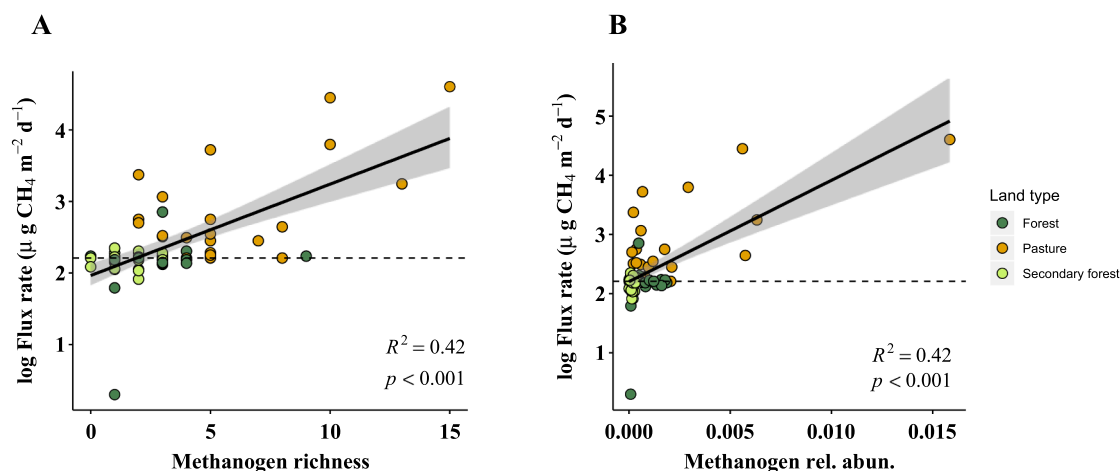 A
log Flux rate (μ g CH₄ m⁻² d⁻¹)
4
3
2
1
R² = 0.42
p < 0.001
0
5
10
15
Methanogen richness
B
log Flux rate (μ g CH₄ m⁻² d⁻¹)
5
4
3
2
1
R² = 0.42
p < 0.001
0.000
0.005
0.010
0.015
Methanogen rel. abun.
Land type
Forest
Pasture
Secondary forest